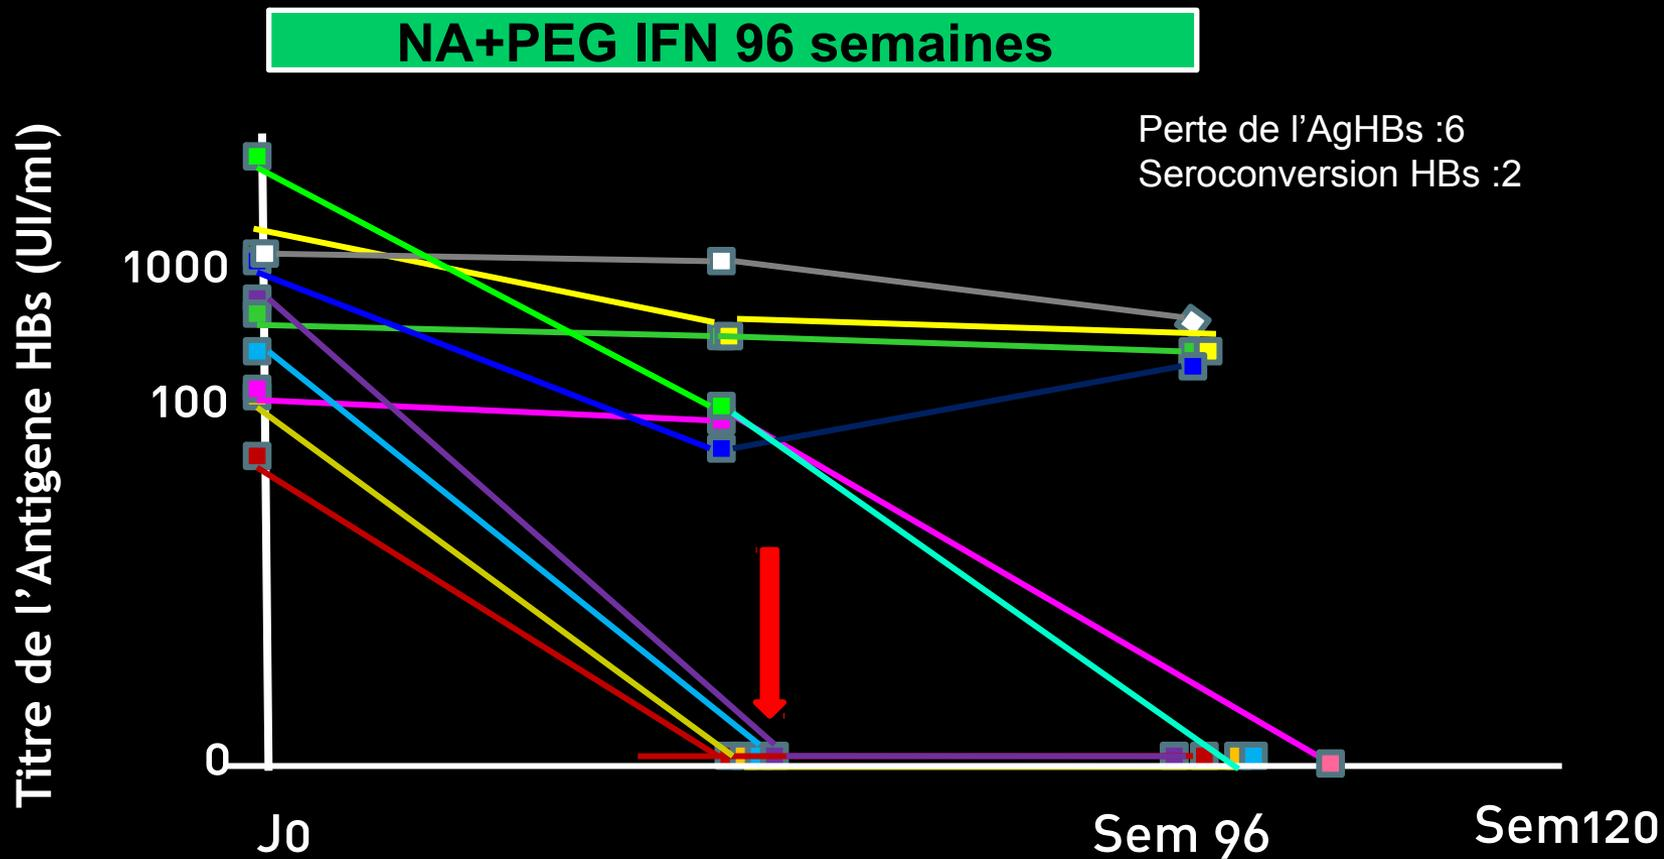 NA+PEG IFN 96 semaines
Perte de l’AgHBs :6
Seroconversion HBs :2
Titre de l’Antigene HBs (UI/ml)
1000
100
0
J0
Sem 96
Sem120